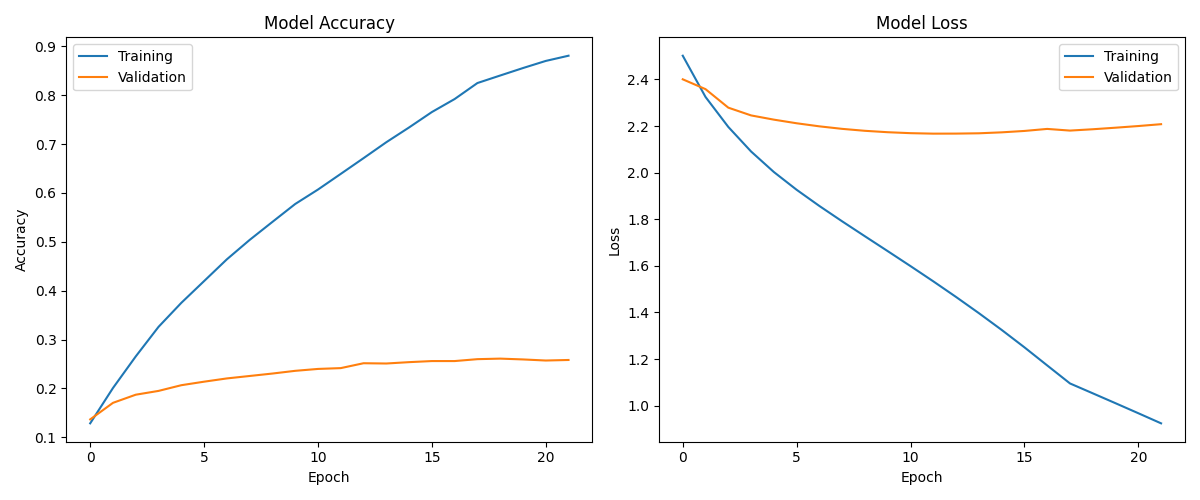 Model Accuracy
Training
Validation
0.9
0.8
0.7
0.6
0.5
0.4
0.3
0.2
0.1
Accuracy
0 5 10 15 20
Epoch
Model Loss
Training
Validation
2.4
2.2
2.0
1.8
1.6
1.4
1.2
1.0
Loss
0 5 10 15 20
Epoch